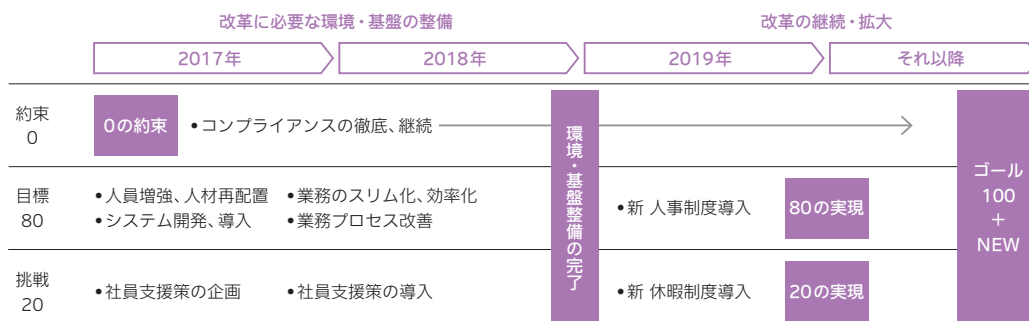 改革に必要な環境・基盤の整備
改革の継続・拡大
2017年
2018年
2019年
それ以降
約束
0
0の約束
•コンプライアンスの徹底、継続
目標
80
•人員増強、人材再配置
•業務のスリム化、効率化
•システム開発、導入
•業務プロセス改善
•新 人事制度導入
80の実現
挑戦
20
•社員支援策の企画
•社員支援策の導入
•新 休暇制度導入
20の実現
環境・基盤整備の完了
ゴール
100
+
NEW